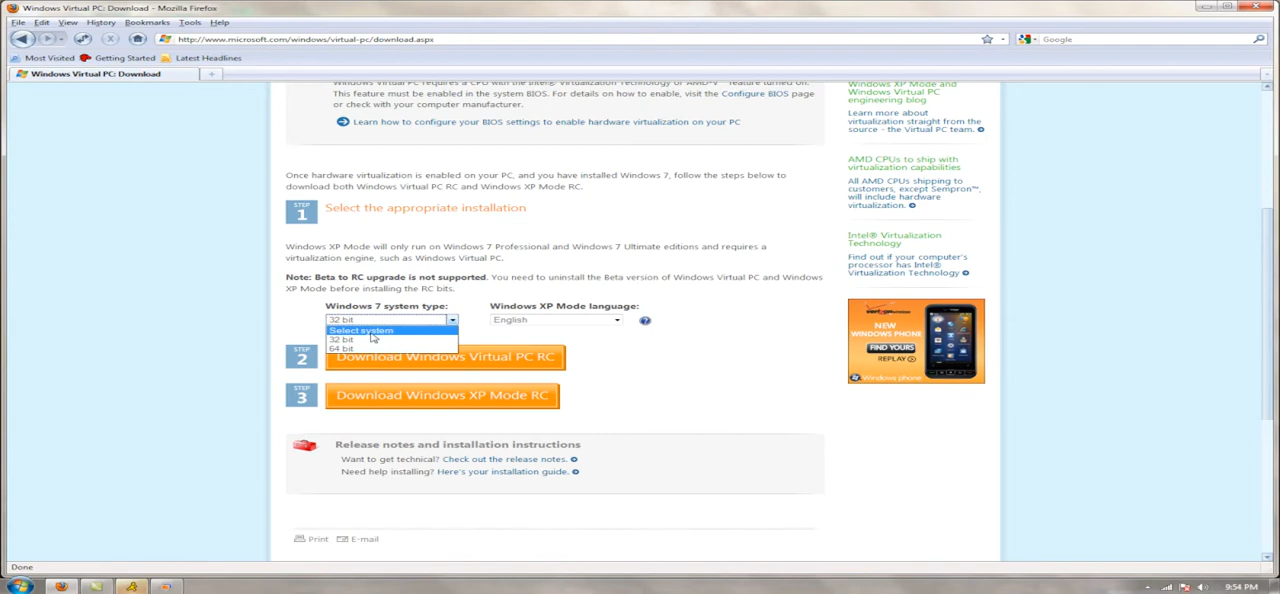 Windows Virtual PC: Download - Mozilla Firefox
File Edit View History Bookmarks Tools Help
http://www.microsoft.com/windows/virtual-pc/download.aspx
Google
Most Visited Getting Started Latest Headlines
Windows Virtual PC: Download
Windows Virtual PC requires a CPU with the Intel® Virtualization Technology or AMD-V™ feature turned on.
This feature must be enabled in the system BIOS. For details on how to enable, visit the Configure BIOS page
or check with your computer manufacturer.
Learn how to configure your BIOS settings to enable hardware virtualization on your PC
Once hardware virtualization is enabled on your PC, and you have installed Windows 7, follow the steps below to
download both Windows Virtual PC RC and Windows XP Mode RC.
STEP
1
Select the appropriate installation
Windows XP Mode will only run on Windows 7 Professional and Windows 7 Ultimate editions and requires a
virtualization engine, such as Windows Virtual PC.
Note: Beta to RC upgrade is not supported. You need to uninstall the Beta version of Windows Virtual PC and Windows
XP Mode before installing the RC bits.
Windows 7 system type: Windows XP Mode language:
32 bit English
Select system
32 bit
64 bit
STEP
2
Download Windows Virtual PC RC
STEP
3
Download Windows XP Mode RC
Release notes and installation instructions
Want to get technical? Check out the release notes.
Need help installing? Here's your installation guide.
Print E-mail
Windows XP Mode and
Windows Virtual PC
engineering blog
Learn more about
virtualization straight from the
source - the Virtual PC team.
AMD CPUs to ship with
virtualization capabilities
All AMD CPUs shipping to
customers, except Sempron™,
will include hardware
virtualization.
Intel® Virtualization
Technology
Find out if your computer's
processor has Intel®
Virtualization Technology
verizon wireless
NEW
WINDOWS PHONE
FIND YOURS
REPLAY
Windows phone
Done
9:54 PM